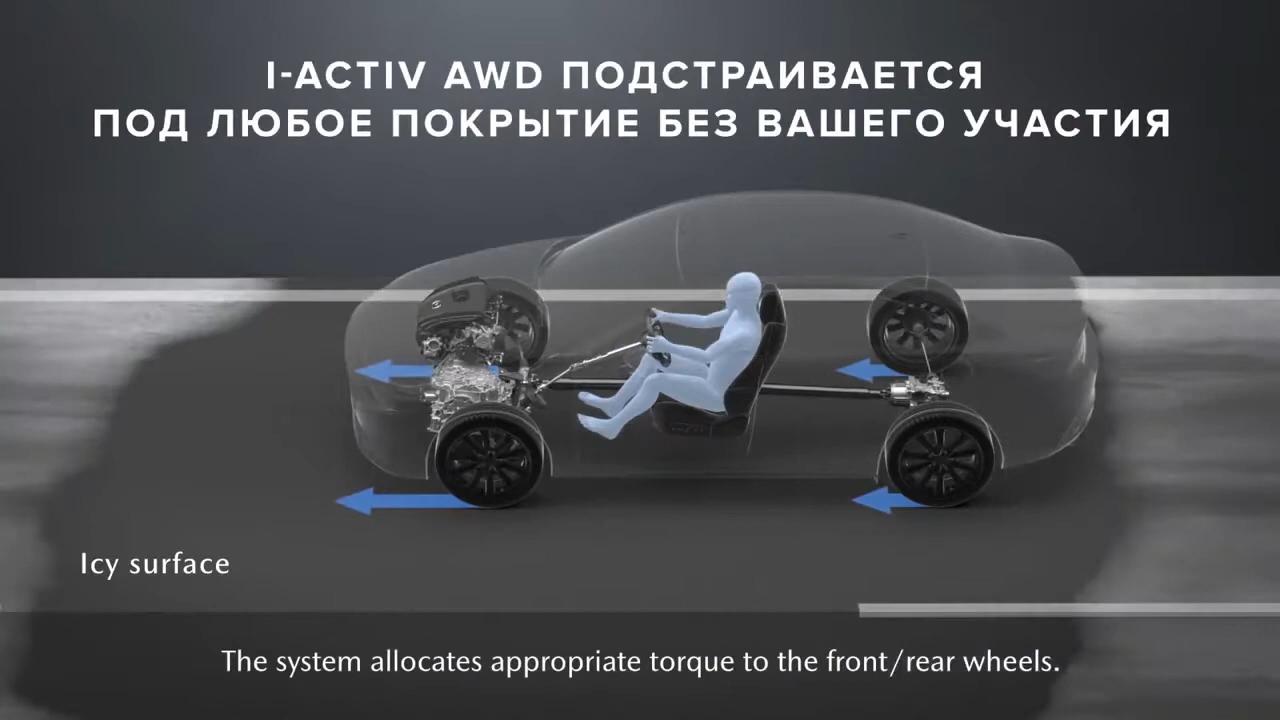 I-ACTIV AWD ПОДСТРАИВАЕТСЯ
ПОД ЛЮБОЕ ПОКРЫТИЕ БЕЗ ВАШЕГО УЧАСТИЯ
Icy surface
The system allocates appropriate torque to the front/rear wheels.